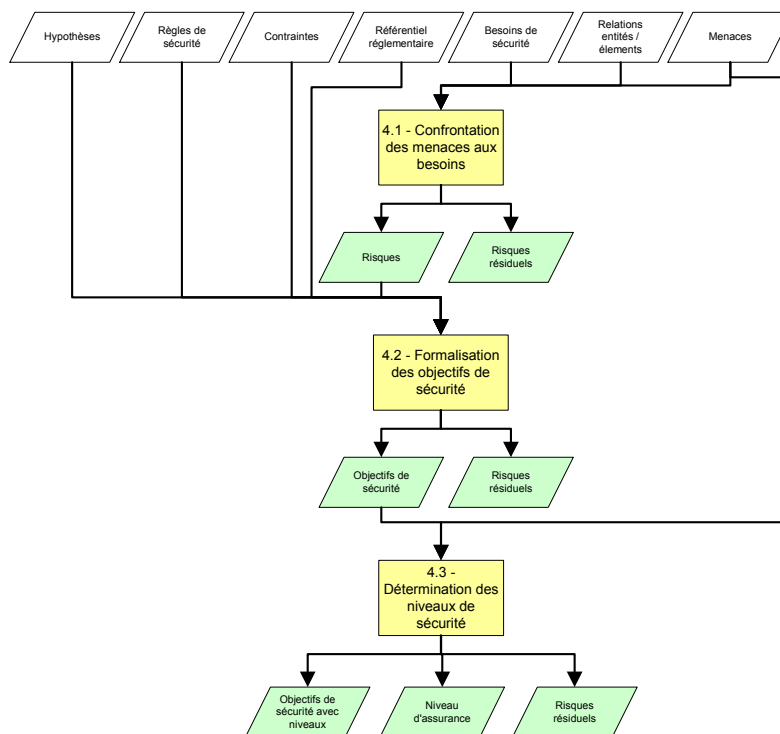 Hypothèses
Règles de
sécurité
Contraintes
Référentiel
réglementaire
Besoins de
sécurité
Relations
entités /
élements
Menaces
4.1 - Confrontation
des menaces aux
besoins
Risques
Risques
résiduels
4.2 - Formalisation
des objectifs de
sécurité
Objectifs de
sécurité
Risques
résiduels
4.3 -
Détermination des
niveaux de
sécurité
Objectifs de
sécurité avec
niveaux
Niveau
d'assurance
Risques
résiduels